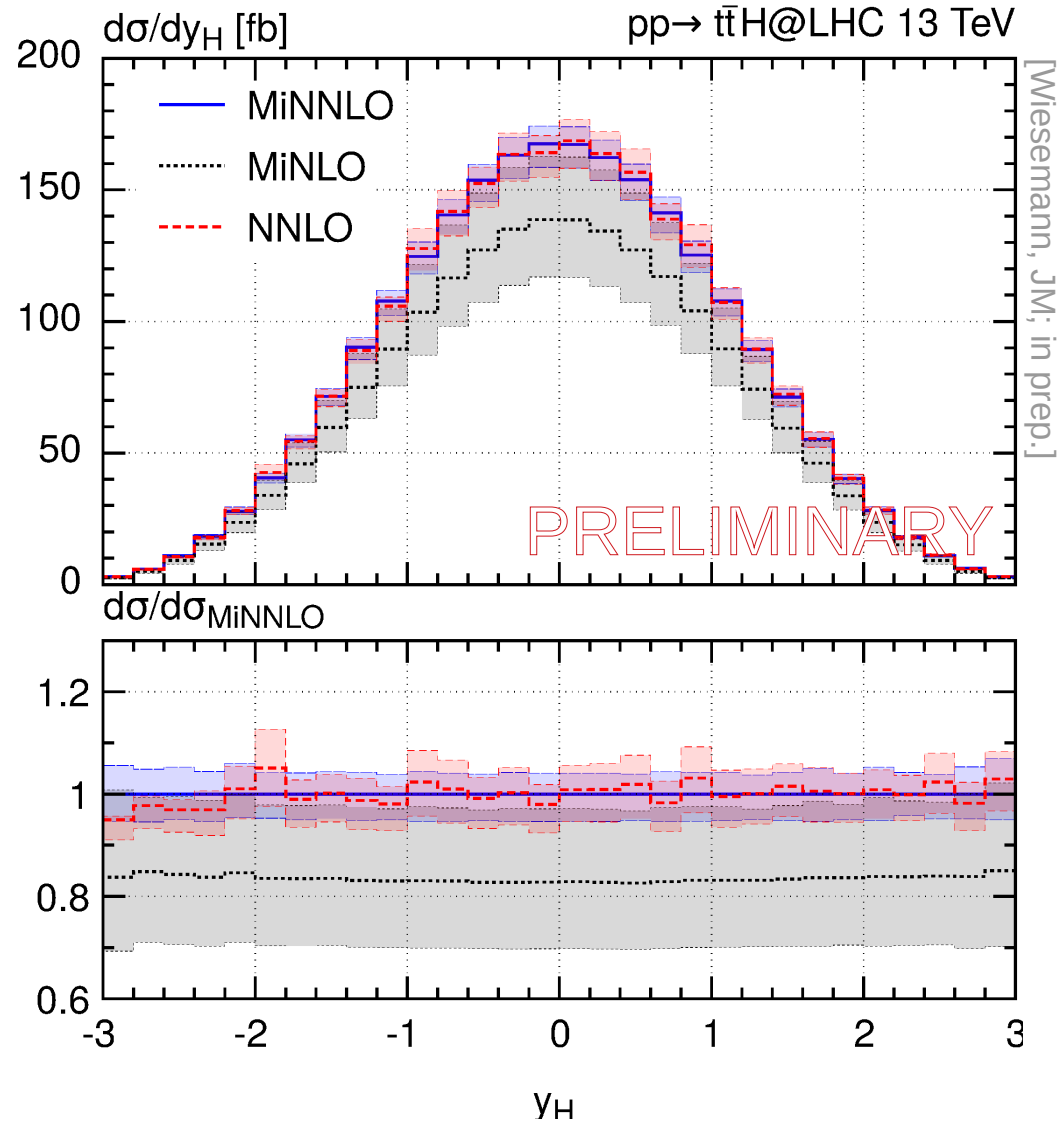 dσ/dy_H [fb] pp→ tt̄H@LHC 13 TeV
200
MiNNLO
MiNLO
NNLO
150
100
50
0
[Wiesemann, JM; in prep.]
PRELIMINARY
dσ/dσ_MiNNLO
1.2
1
0.8
0.6
-3 -2 -1 0 1 2 3
y_H